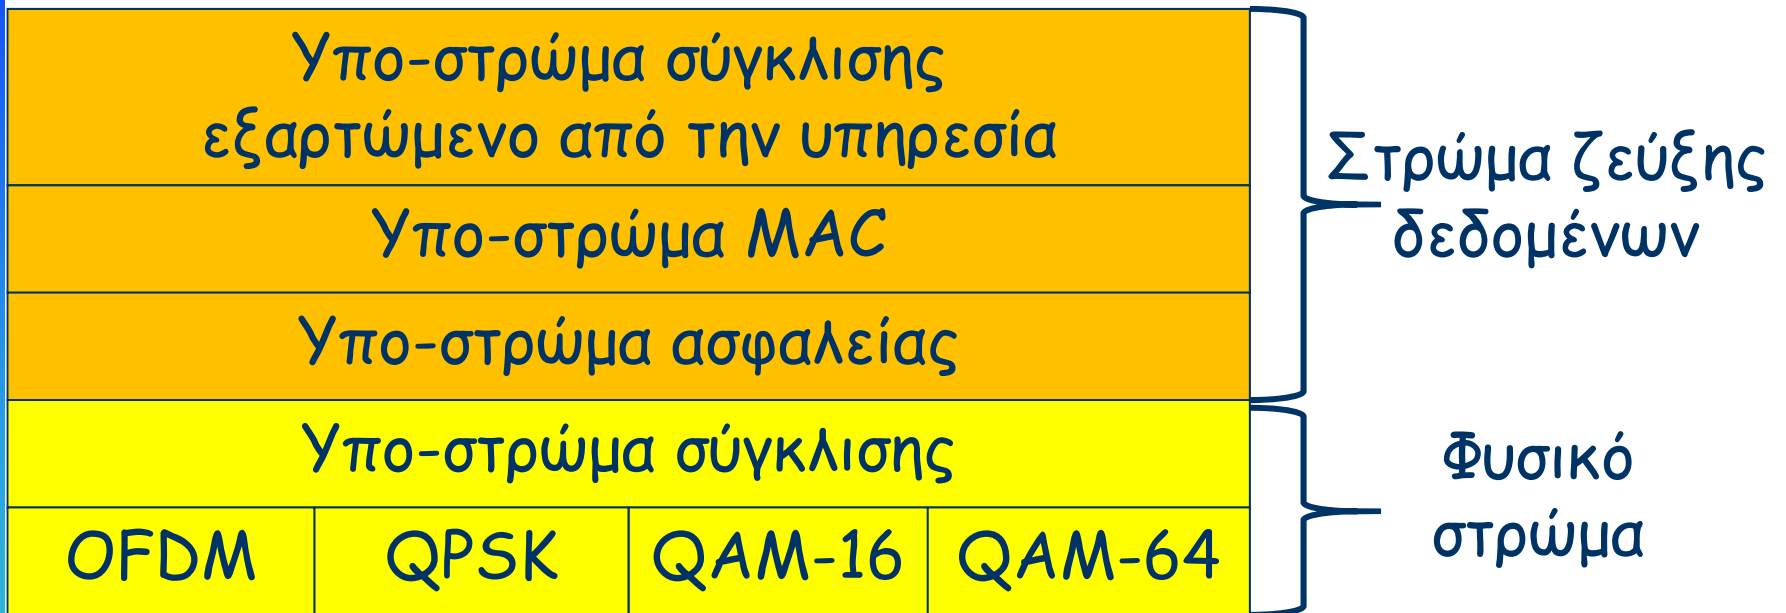 Υπο-στρώμα σύγκλισης
εξαρτώμενο από την υπηρεσία
Υπο-στρώμα MAC
Υπο-στρώμα ασφαλείας
Στρώμα ζεύξης
δεδομένων
Υπο-στρώμα σύγκλισης
OFDM QPSK QAM-16 QAM-64
Φυσικό
στρώμα